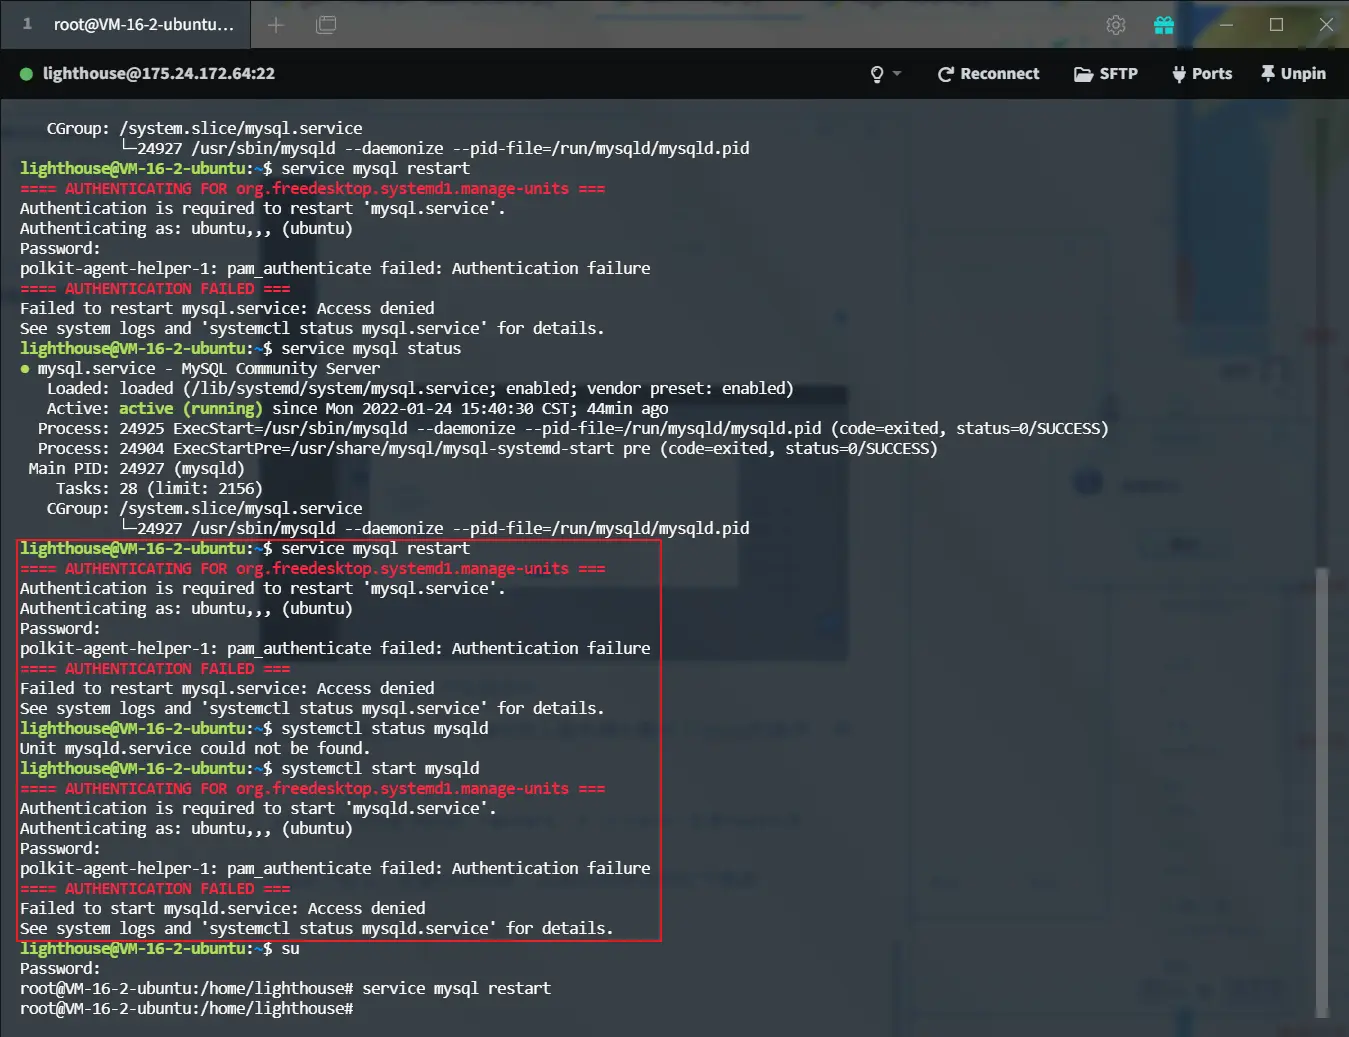 1 root@VM-16-2-ubuntu...
lighthouse@175.24.172.64:22
Reconnect
SFTP
Ports
Unpin
CGroup: /system.slice/mysql.service
└─24927 /usr/sbin/mysqld --daemonize --pid-file=/run/mysqld/mysqld.pid
lighthouse@VM-16-2-ubuntu:~$ service mysql restart
==== AUTHENTICATING FOR org.freedesktop.systemd1.manage-units ===
Authentication is required to restart 'mysql.service'.
Authenticating as: ubuntu,,, (ubuntu)
Password:
polkit-agent-helper-1: pam_authenticate failed: Authentication failure
==== AUTHENTICATION FAILED ===
Failed to restart mysql.service: Access denied
See system logs and 'systemctl status mysql.service' for details.
lighthouse@VM-16-2-ubuntu:~$ service mysql status
● mysql.service - MySQL Community Server
Loaded: loaded (/lib/systemd/system/mysql.service; enabled; vendor preset: enabled)
Active: active (running) since Mon 2022-01-24 15:40:30 CST; 44min ago
Process: 24925 ExecStart=/usr/sbin/mysqld --daemonize --pid-file=/run/mysqld/mysqld.pid (code=exited, status=0/SUCCESS)
Process: 24904 ExecStartPre=/usr/share/mysql/mysql-systemd-start pre (code=exited, status=0/SUCCESS)
Main PID: 24927 (mysqld)
Tasks: 28 (limit: 2156)
CGroup: /system.slice/mysql.service
└─24927 /usr/sbin/mysqld --daemonize --pid-file=/run/mysqld/mysqld.pid
lighthouse@VM-16-2-ubuntu:~$ service mysql restart
==== AUTHENTICATING FOR org.freedesktop.systemd1.manage-units ===
Authentication is required to restart 'mysql.service'.
Authenticating as: ubuntu,,, (ubuntu)
Password:
polkit-agent-helper-1: pam_authenticate failed: Authentication failure
==== AUTHENTICATION FAILED ===
Failed to restart mysql.service: Access denied
See system logs and 'systemctl status mysql.service' for details.
lighthouse@VM-16-2-ubuntu:~$ systemctl status mysqld
Unit mysqld.service could not be found.
lighthouse@VM-16-2-ubuntu:~$ systemctl start mysqld
==== AUTHENTICATING FOR org.freedesktop.systemd1.manage-units ===
Authentication is required to start 'mysqld.service'.
Authenticating as: ubuntu,,, (ubuntu)
Password:
polkit-agent-helper-1: pam_authenticate failed: Authentication failure
==== AUTHENTICATION FAILED ===
Failed to start mysqld.service: Access denied
See system logs and 'systemctl status mysqld.service' for details.
lighthouse@VM-16-2-ubuntu:~$ su
Password:
root@VM-16-2-ubuntu:/home/lighthouse# service mysql restart
root@VM-16-2-ubuntu:/home/lighthouse#